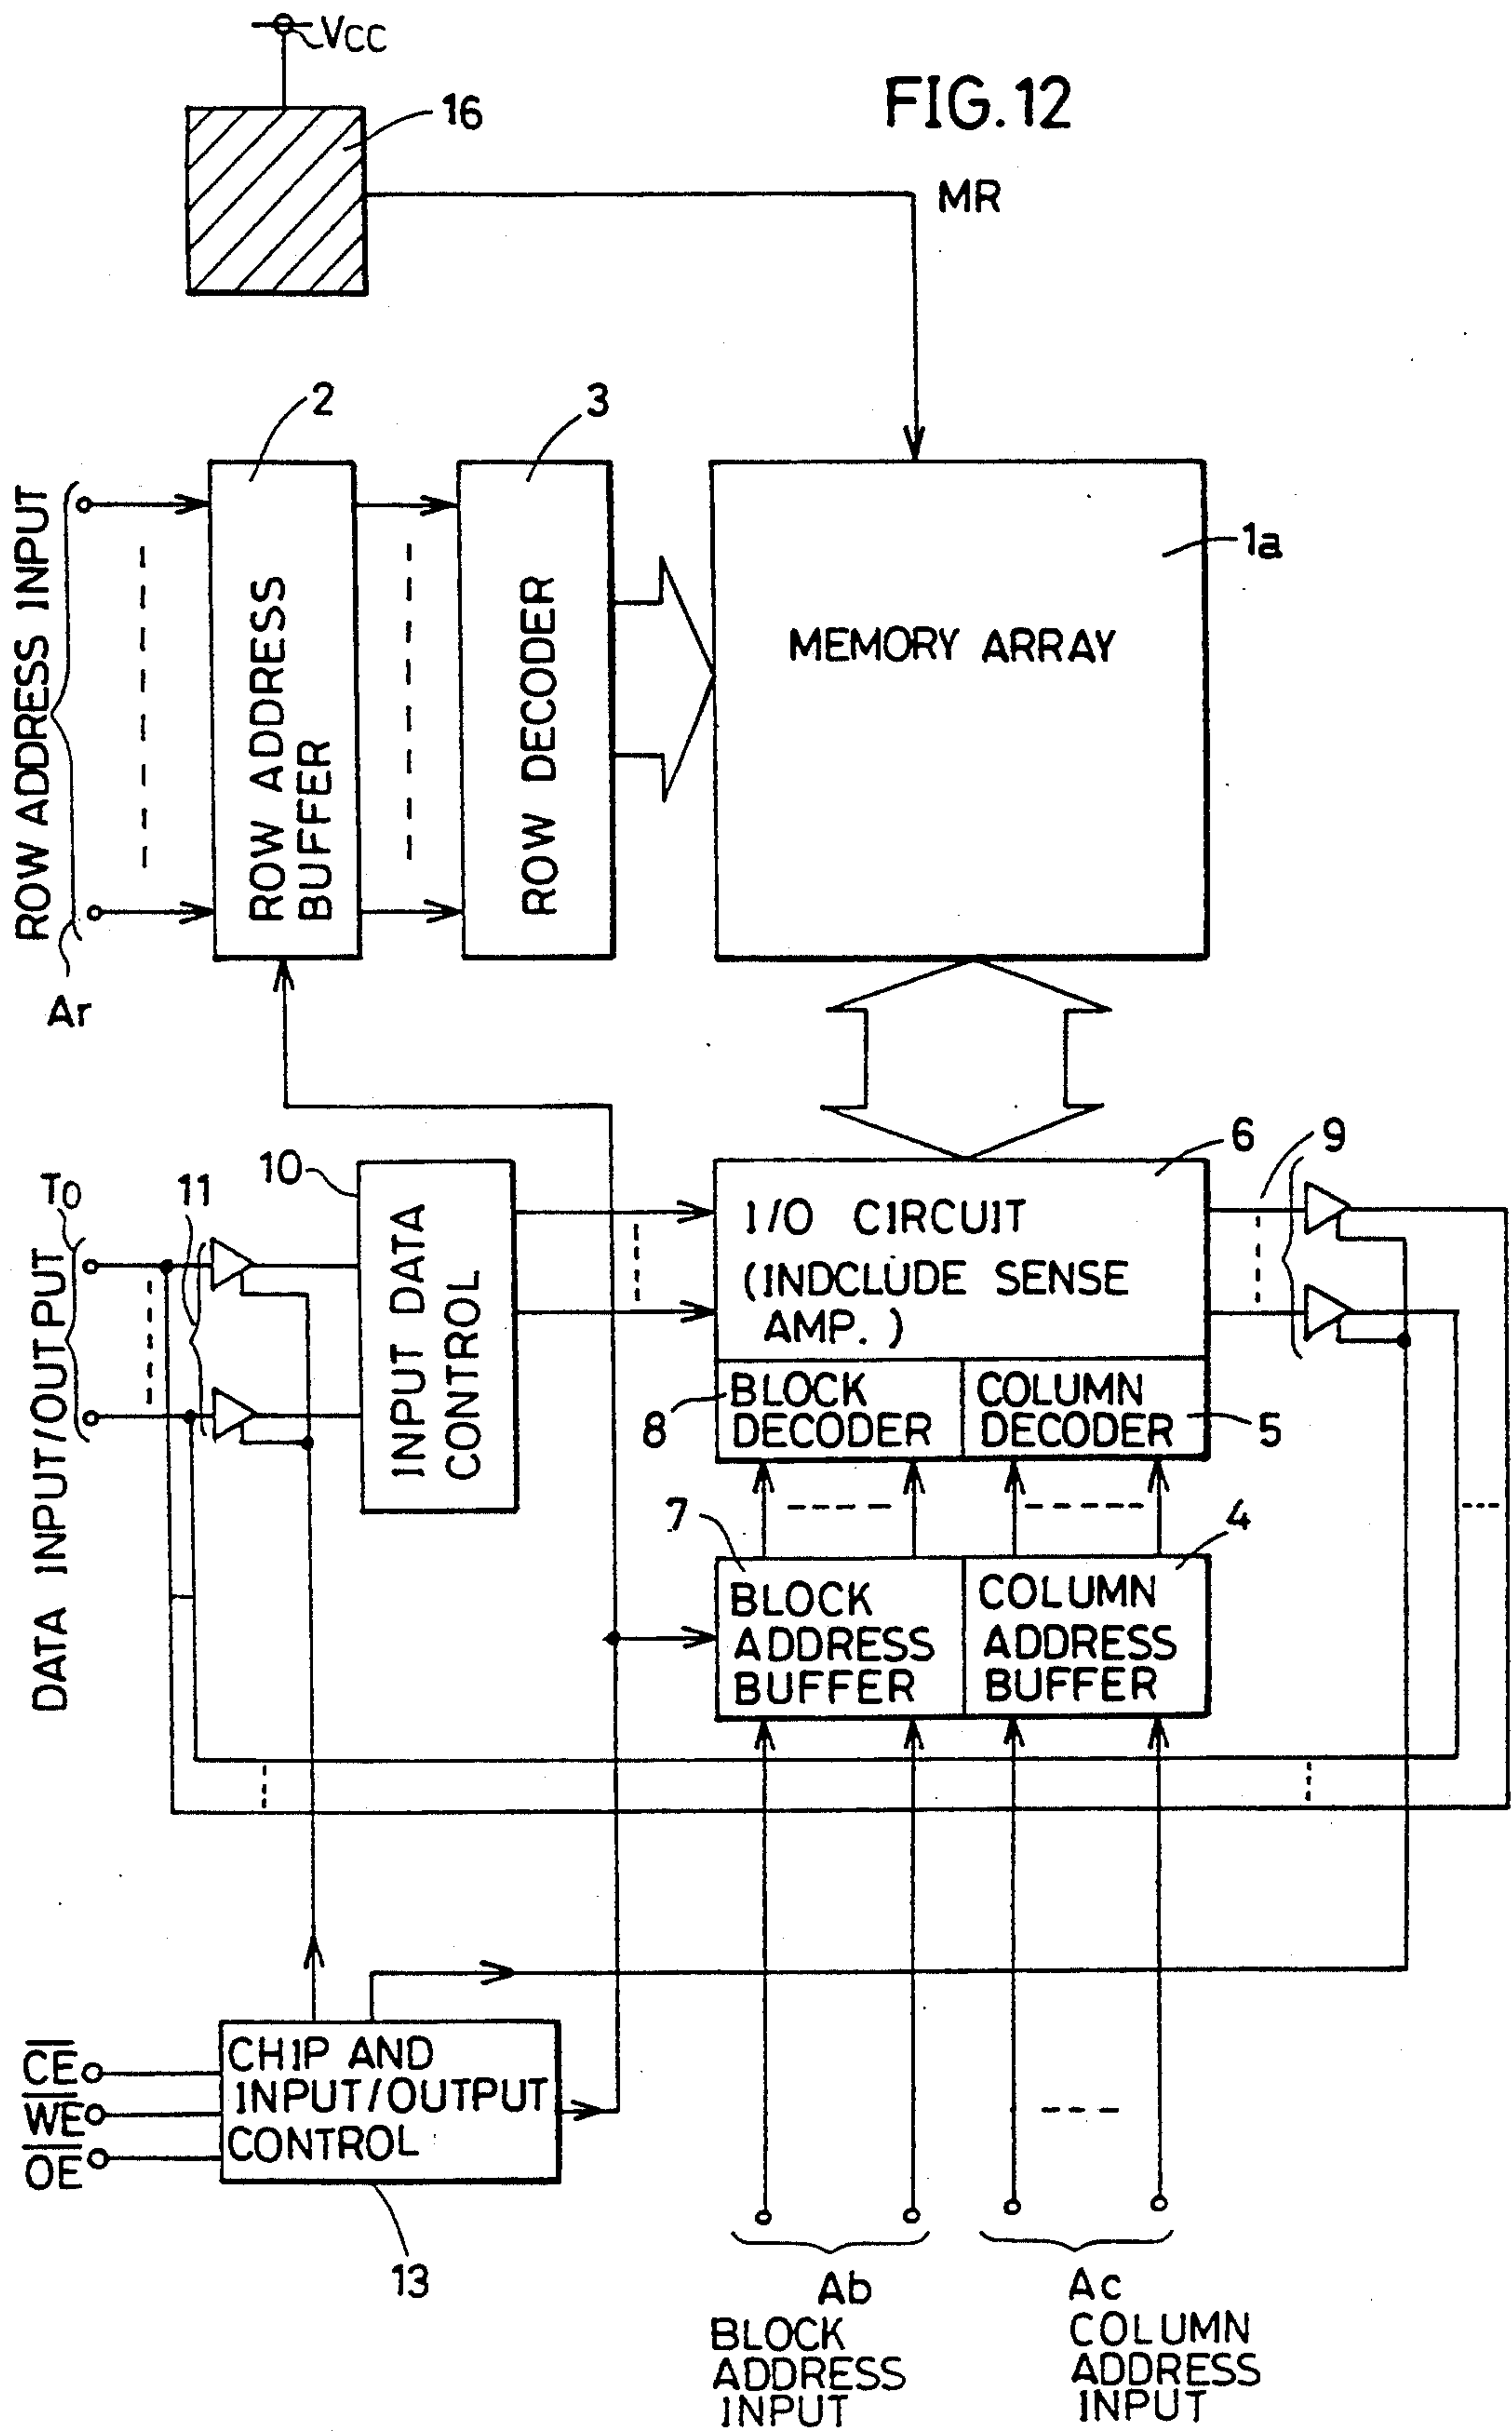 VCC
16
FIG.12
MR
2
3
ROW ADDRESS INPUT
ROW ADDRESS
BUFFER
ROW DECODER
1a
MEMORY ARRAY
Ar
6
9
10
T0
11
DATA INPUT/OUTPUT
INPUT DATA
CONTROL
I/O CIRCUIT
(INDCLUDE SENSE
AMP.)
8
BLOCK
DECODER
COLUMN
DECODER
5
7
4
BLOCK
ADDRESS
BUFFER
COLUMN
ADDRESS
BUFFER
C̅E̅
W̅E̅
O̅E̅
CHIP AND
INPUT/OUTPUT
CONTROL
13
Ab
BLOCK
ADDRESS
INPUT
Ac
COLUMN
ADDRESS
INPUT